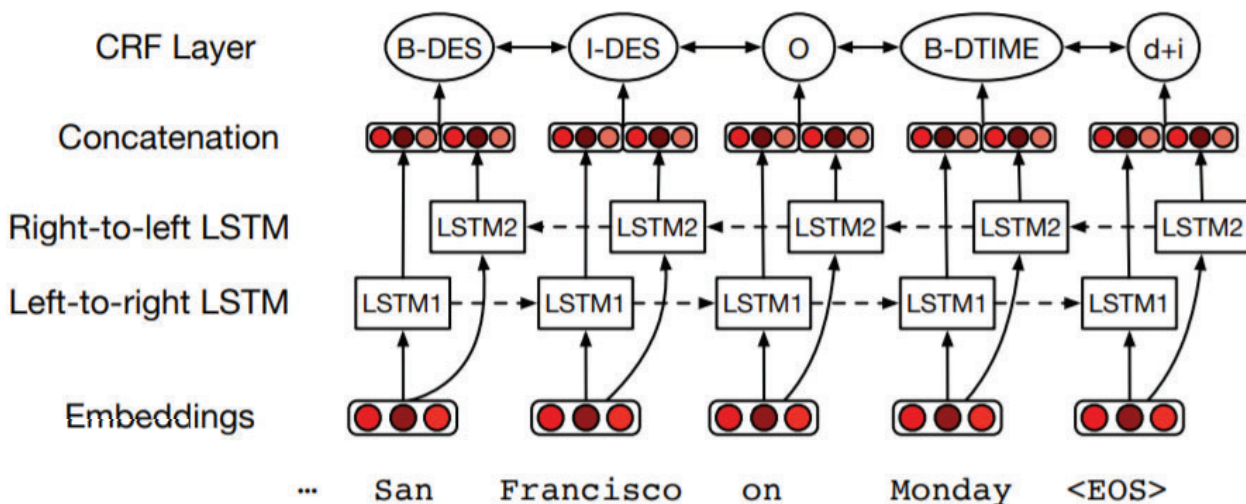 CRF Layer B-DES I-DES O B-DTIME d+i
Concatenation
Right-to-left LSTM LSTM2 LSTM2 LSTM2 LSTM2 LSTM2
Left-to-right LSTM LSTM1 LSTM1 LSTM1 LSTM1 LSTM1
Embeddings
… San Francisco on Monday <EOS>